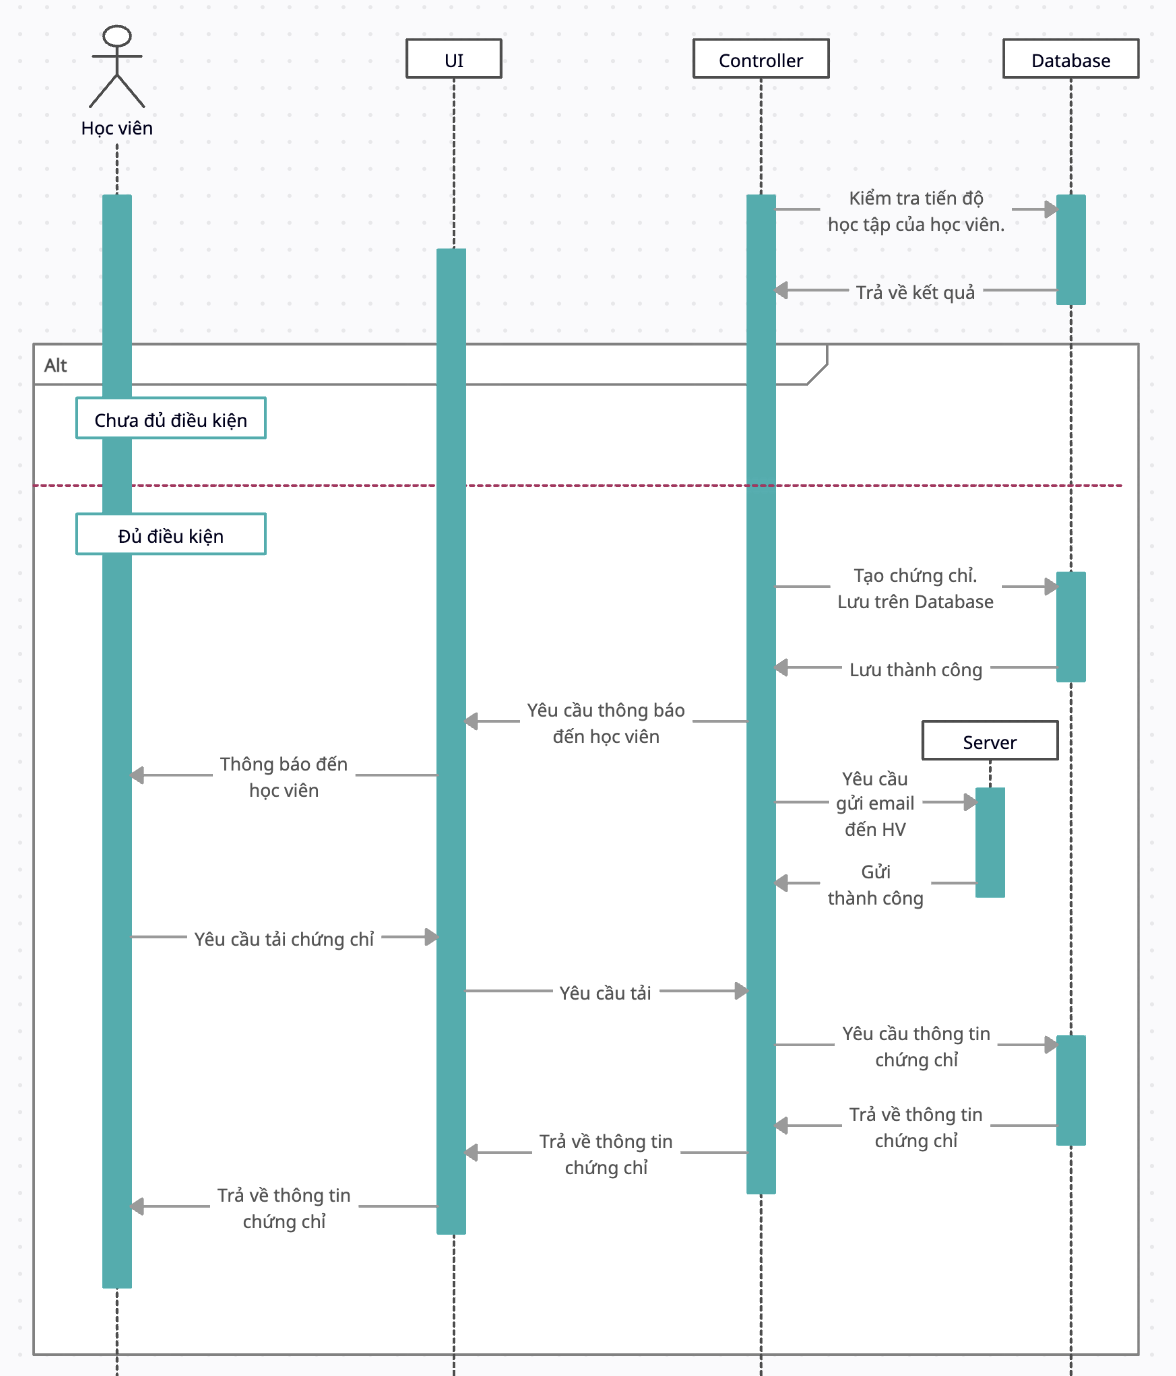 Học viên
UI
Controller
Database
Kiểm tra tiến độ
học tập của học viên.
Trả về kết quả
Alt
Chưa đủ điều kiện
Đủ điều kiện
Tạo chứng chỉ.
Lưu trên Database
Lưu thành công
Yêu cầu thông báo
đến học viên
Server
Thông báo đến
học viên
Yêu cầu
gửi email
đến HV
Gửi
thành công
Yêu cầu tải chứng chỉ
Yêu cầu tải
Yêu cầu thông tin
chứng chỉ
Trả về thông tin
chứng chỉ
Trả về thông tin
chứng chỉ
Trả về thông tin
chứng chỉ